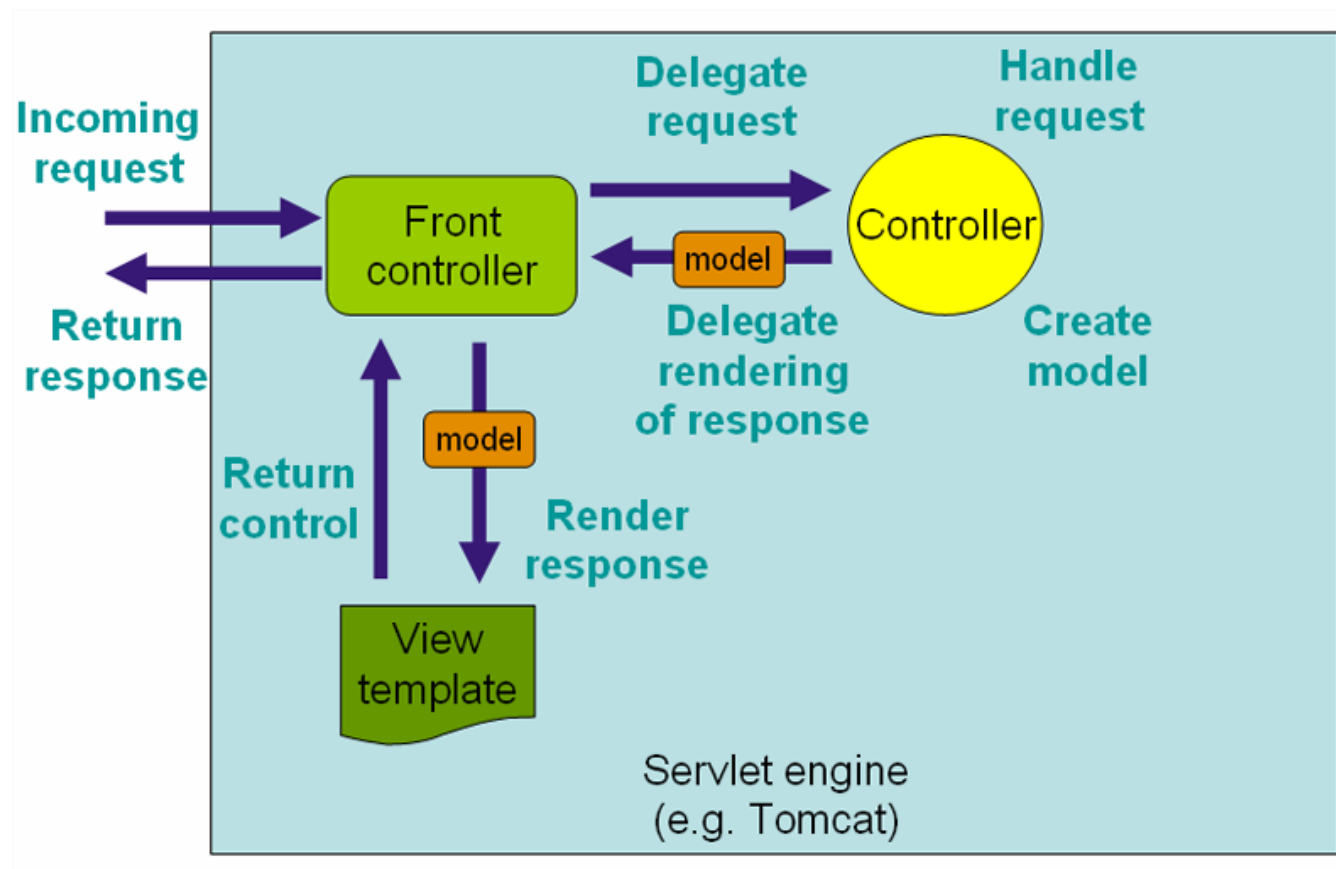 Incoming
request
Delegate
request
Handle
request
Front
controller
Controller
model
Return
response
Delegate
rendering
of response
Create
model
model
Return
control
Render
response
View
template
Servlet engine
(e.g. Tomcat)